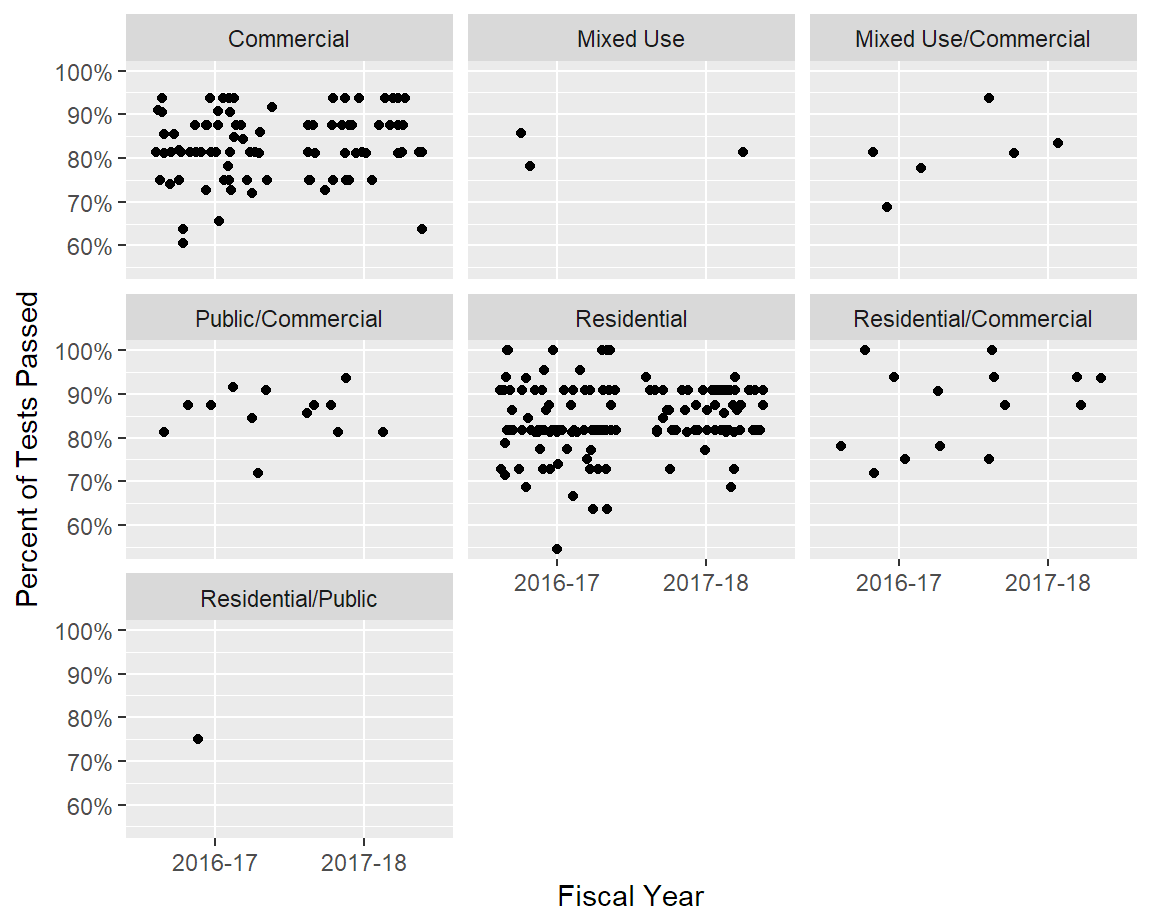 Commercial
Mixed Use
Mixed Use/Commercial
100%
90%
80%
70%
60%
Public/Commercial
Residential
Residential/Commercial
100%
90%
80%
70%
60%
2016-17
2017-18
2016-17
2017-18
Residential/Public
100%
90%
80%
70%
60%
2016-17
2017-18
Percent of Tests Passed
Fiscal Year